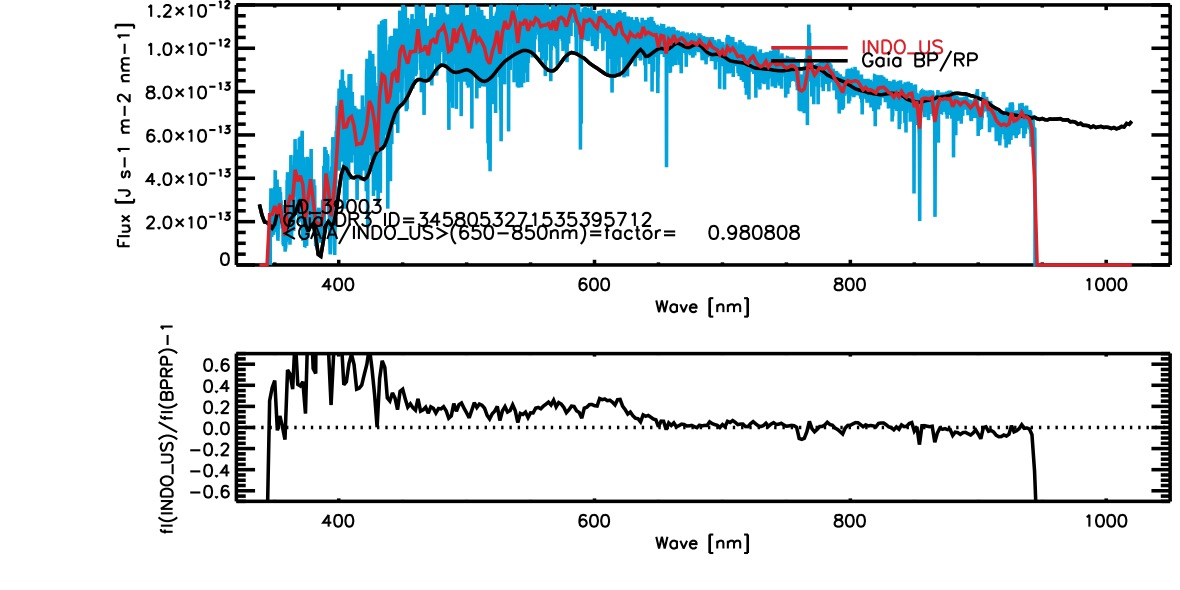 1.2×10−12
1.0×10−12
8.0×10−13
6.0×10−13
4.0×10−13
2.0×10−13
0
Flux [J s−1 m−2 nm−1]
INDO_US
Gaia BP/RP
HD_39003
Gaia DR3 ID=3458053271535395712
<GAIA/INDO_US>(650−850nm)=factor= 0.980808
400 600 800 1000
Wave [nm]
fl(INDO_US)/fl(BPRP)−1
0.6
0.4
0.2
0.0
−0.2
−0.4
−0.6
400 600 800 1000
Wave [nm]